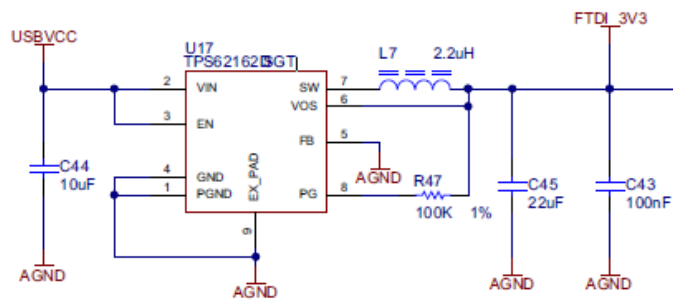 FTDI_3V3
USBVCC
U17
L7 2.2uH
2 VIN SW 7
VOS 6
3 EN
FB 5
C44
10uF
4 GND
1 PGND
EX_PAD
PG 8
AGND
R47
100K 1%
C45
22uF
C43
100nF
9
AGND
AGND
AGND
AGND